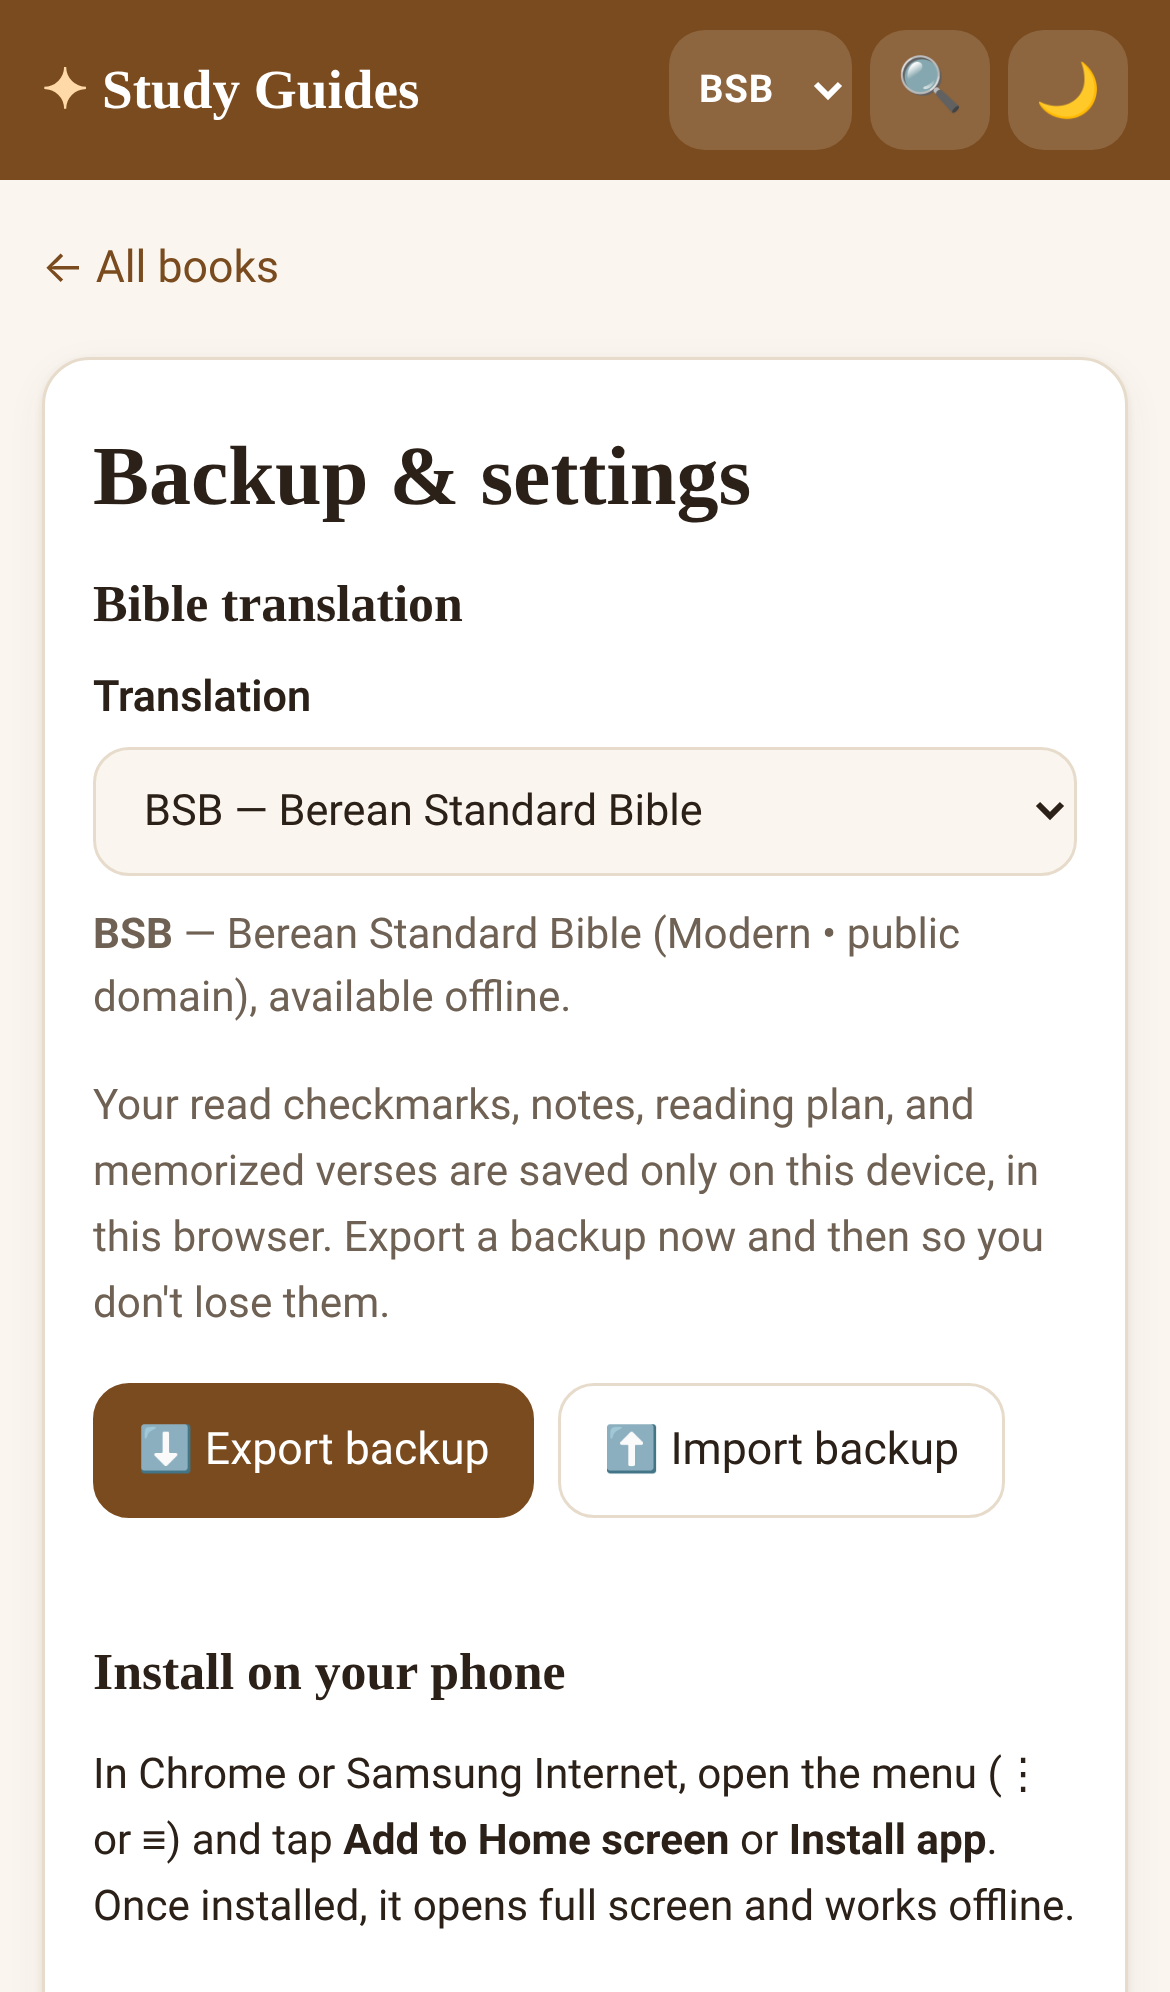 ✦ Study Guides
BSB
← All books
Backup & settings
Bible translation
Translation
BSB — Berean Standard Bible
BSB — Berean Standard Bible (Modern • public
domain), available offline.
Your read checkmarks, notes, reading plan, and
memorized verses are saved only on this device, in
this browser. Export a backup now and then so you
don't lose them.
⬇️ Export backup
⬆️ Import backup
Install on your phone
In Chrome or Samsung Internet, open the menu (⋮
or ≡) and tap Add to Home screen or Install app.
Once installed, it opens full screen and works offline.